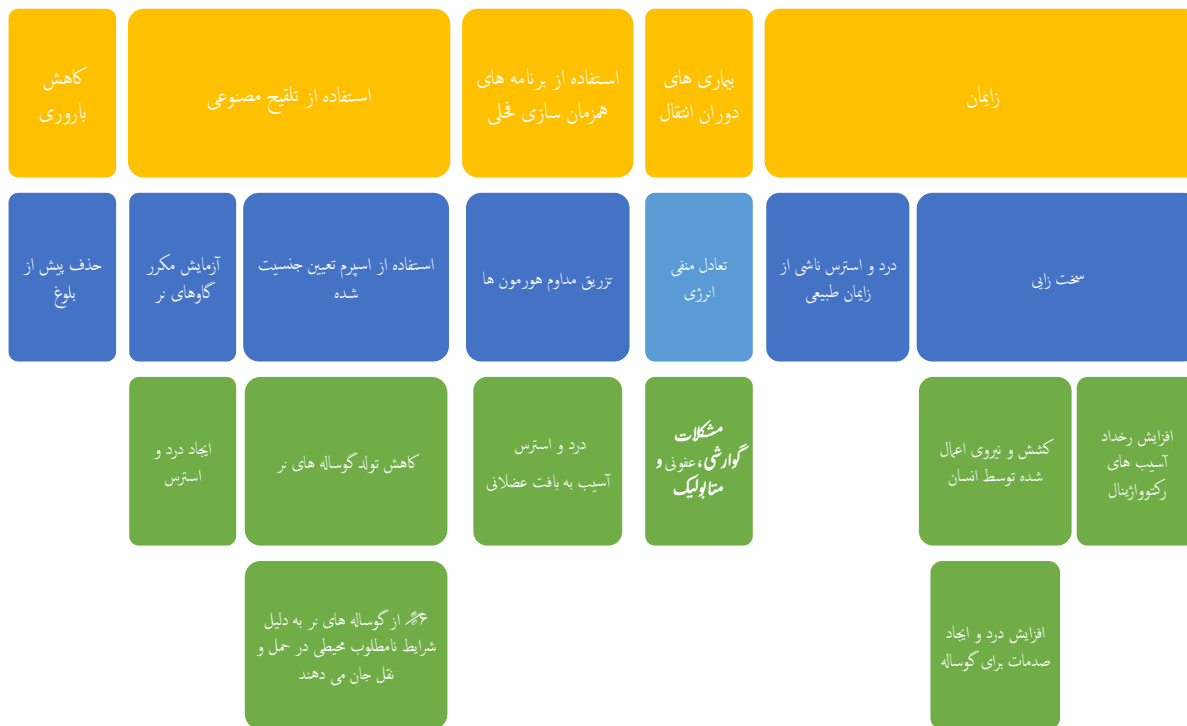 زایمان
بیماری های
دوران انتقال
استفاده از برنامه های
همزمان سازی فحلی
استفاده از تلقیح مصنوعی
کاهش
باروری
سخت زایی
درد و استرس ناشی از
زایمان طبیعی
تعادل منفی
انرژی
تزریق مداوم هورمون ها
استفاده از اسپرم تعیین جنسیت
شده
آزمایش مکرر
گاوهای نر
حذف پیش از
بلوغ
افزایش رخداد
آسیب های
رکتوواژینال
کشش و نیروی اعمال
شده توسط انسان
مشکلات
گوارشی، عفونی و
متابولیک
درد و استرس
آسیب به بافت عضلانی
کاهش تولد گوساله های نر
ایجاد درد و
استرس
افزایش درد و ایجاد
صدمات برای گوساله
از گوساله های نر به دلیل
شرایط نامطلوب محیطی در حمل و
نقل جان می دهند